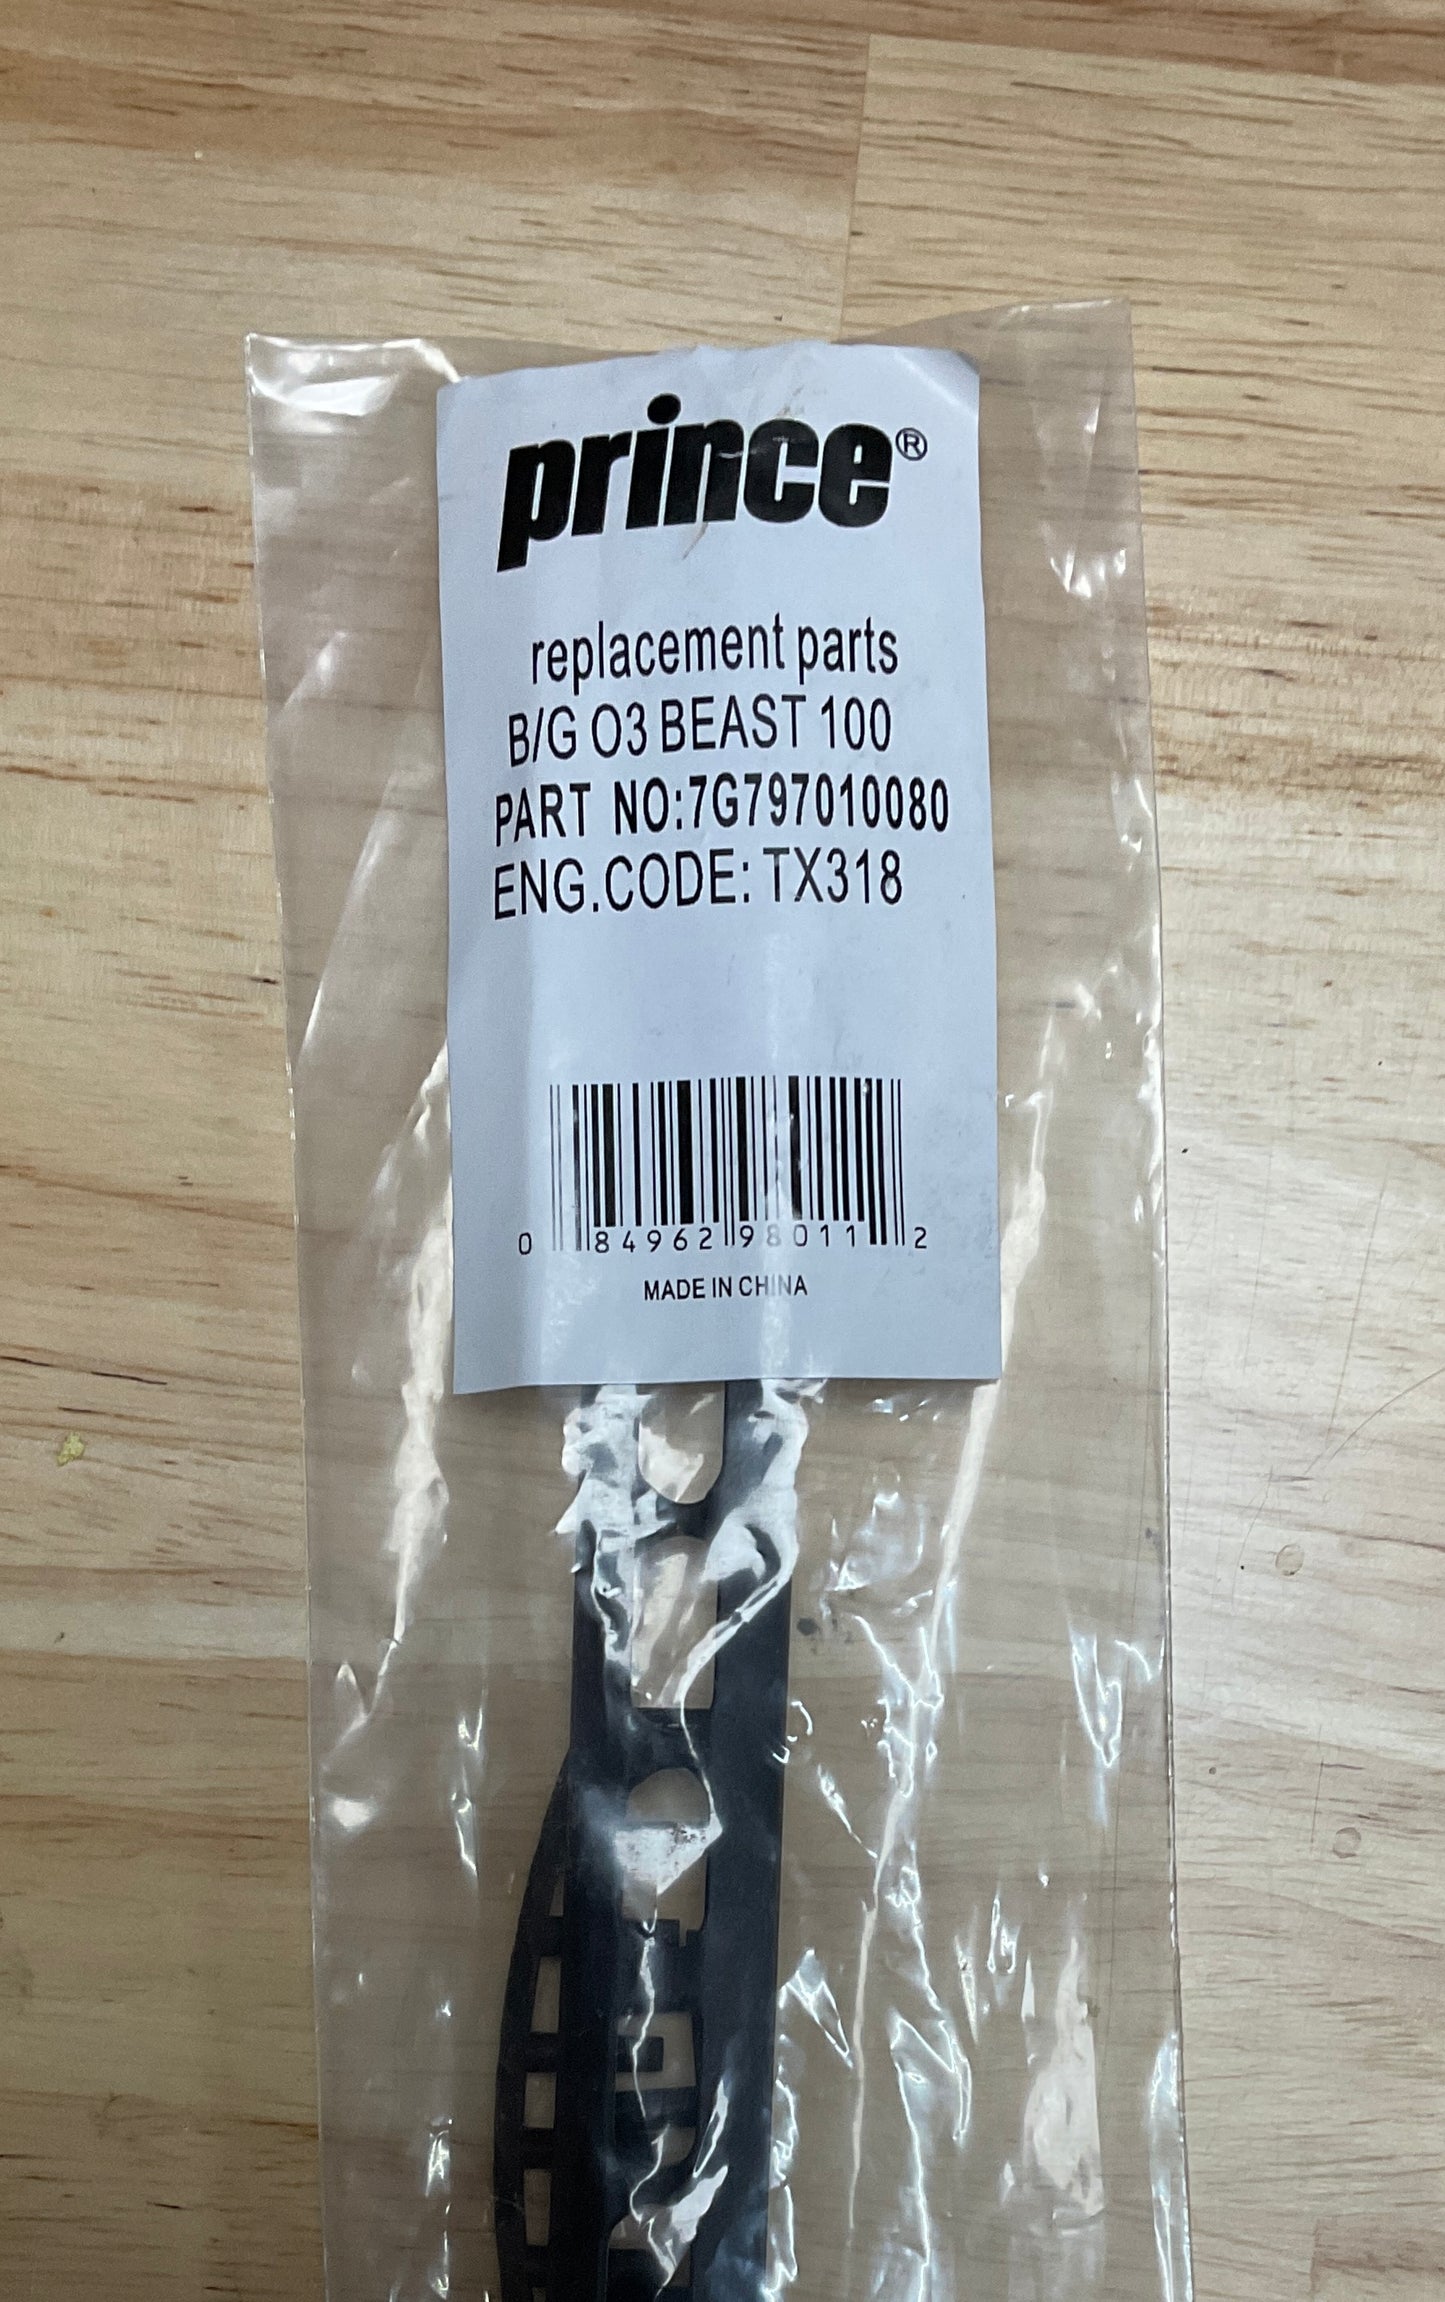 prince®
replacement parts
B/G O3 BEAST 100
PART NO:7G797010080
ENG.CODE: TX318
0 84962 98011 2
MADE IN CHINA